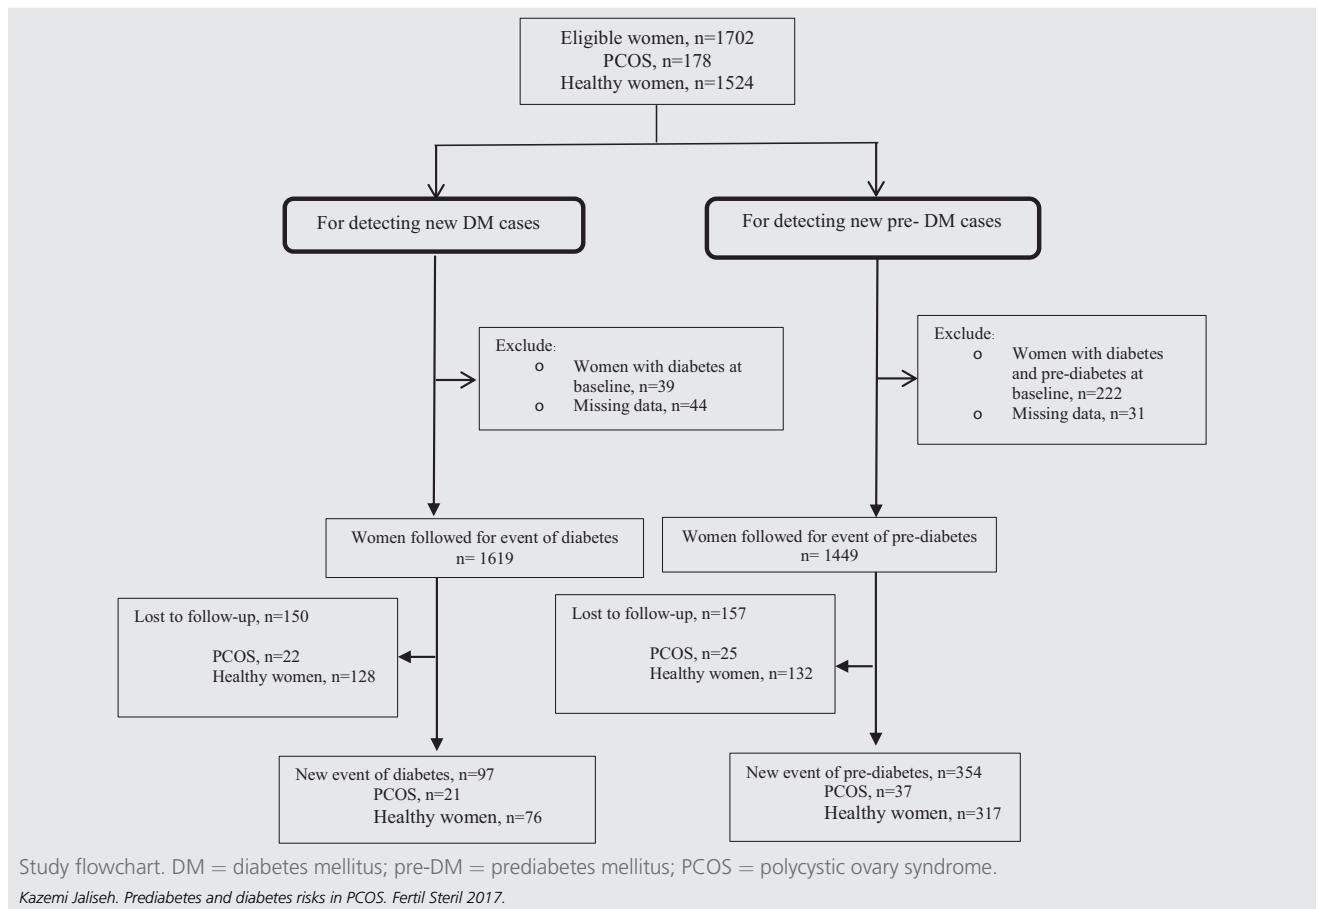 Eligible women, n=1702
PCOS, n=178
Healthy women, n=1524
For detecting new DM cases
For detecting new pre- DM cases
Exclude:
o Women with diabetes at
baseline, n=39
o Missing data, n=44
Exclude:
o Women with diabetes
and pre-diabetes at
baseline, n=222
o Missing data, n=31
Women followed for event of diabetes
n= 1619
Women followed for event of pre-diabetes
n= 1449
Lost to follow-up, n=150
PCOS, n=22
Healthy women, n=128
Lost to follow-up, n=157
PCOS, n=25
Healthy women, n=132
New event of diabetes, n=97
PCOS, n=21
Healthy women, n=76
New event of pre-diabetes, n=354
PCOS, n=37
Healthy women, n=317
Study flowchart. DM = diabetes mellitus; pre-DM = prediabetes mellitus; PCOS = polycystic ovary syndrome.
Kazemi Jaliseh. Prediabetes and diabetes risks in PCOS. Fertil Steril 2017.